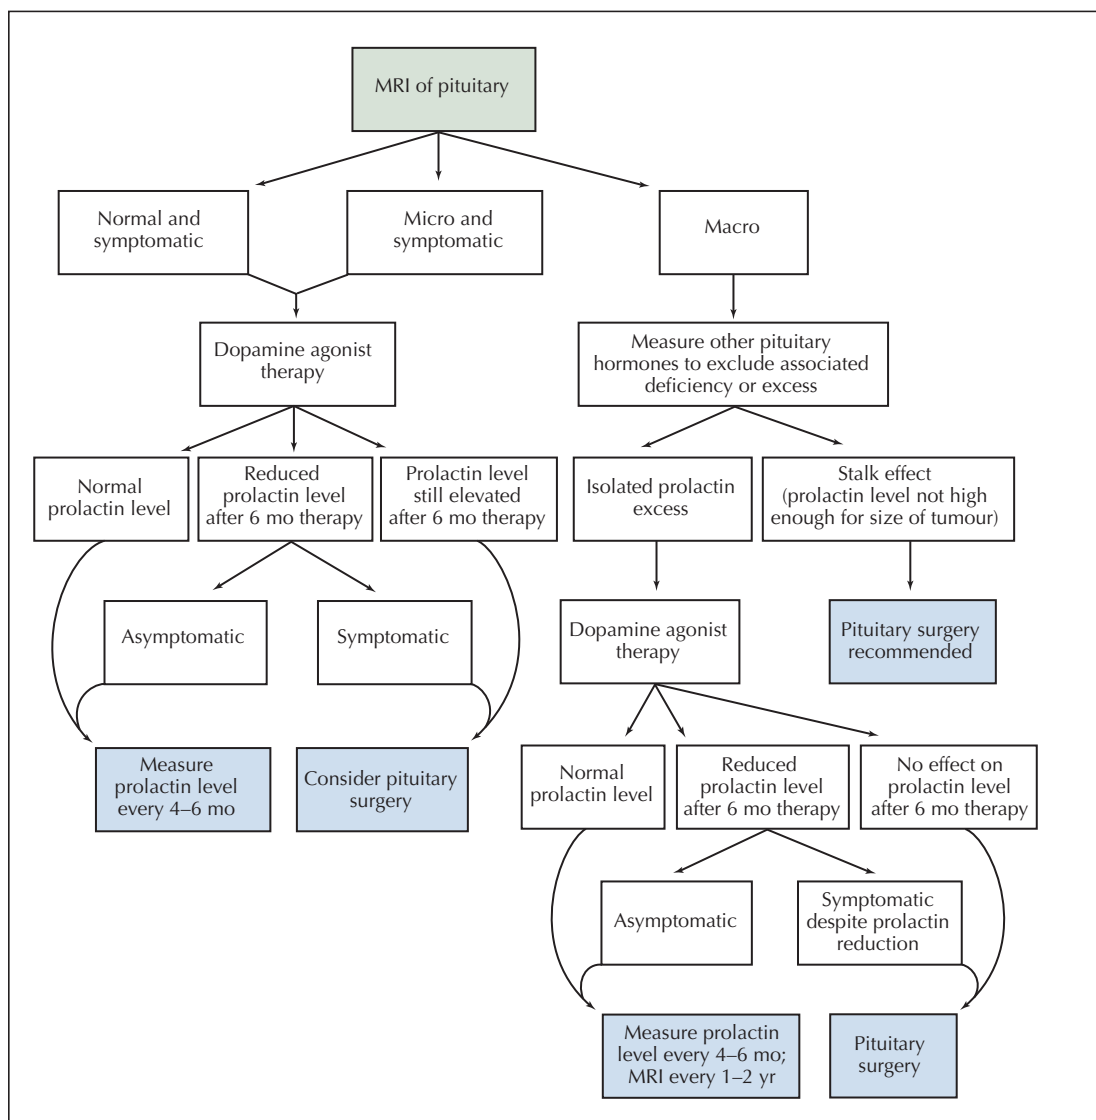 MRI of pituitary
Normal and
symptomatic
Micro and
symptomatic
Macro
Dopamine agonist
therapy
Measure other pituitary
hormones to exclude associated
deficiency or excess
Normal
prolactin level
Reduced
prolactin level
after 6 mo therapy
Prolactin level
still elevated
after 6 mo therapy
Isolated prolactin
excess
Stalk effect
(prolactin level not high
enough for size of tumour)
Asymptomatic
Symptomatic
Dopamine agonist
therapy
Pituitary surgery
recommended
Measure
prolactin level
every 4–6 mo
Consider pituitary
surgery
Normal
prolactin level
Reduced
prolactin level
after 6 mo therapy
No effect on
prolactin level
after 6 mo therapy
Asymptomatic
Symptomatic
despite prolactin
reduction
Measure prolactin
level every 4–6 mo;
MRI every 1–2 yr
Pituitary
surgery